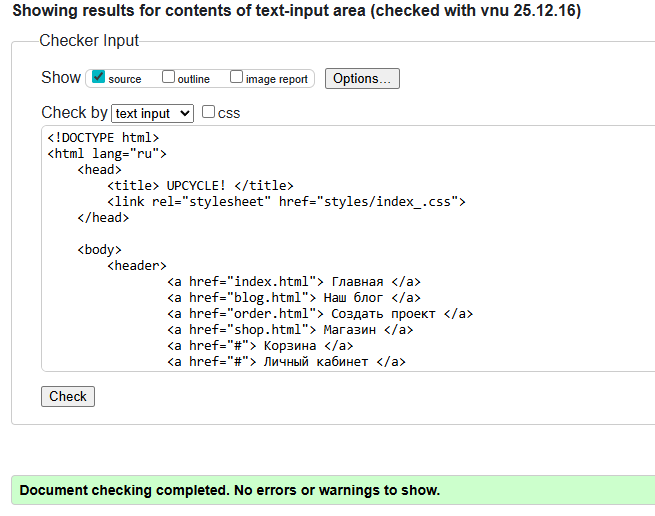 Showing results for contents of text-input area (checked with vnu 25.12.16)
Checker Input
Show source outline image report Options...
Check by text input css
<!DOCTYPE html>
<html lang="ru">
<head>
<title> UPCYCLE! </title>
<link rel="stylesheet" href="styles/index_.css">
</head>
<body>
<header>
<a href="index.html"> Главная </a>
<a href="blog.html"> Наш блог </a>
<a href="order.html"> Создать проект </a>
<a href="shop.html"> Магазин </a>
<a href="#"> Корзина </a>
<a href="#"> Личный кабинет </a>
Check
Document checking completed. No errors or warnings to show.